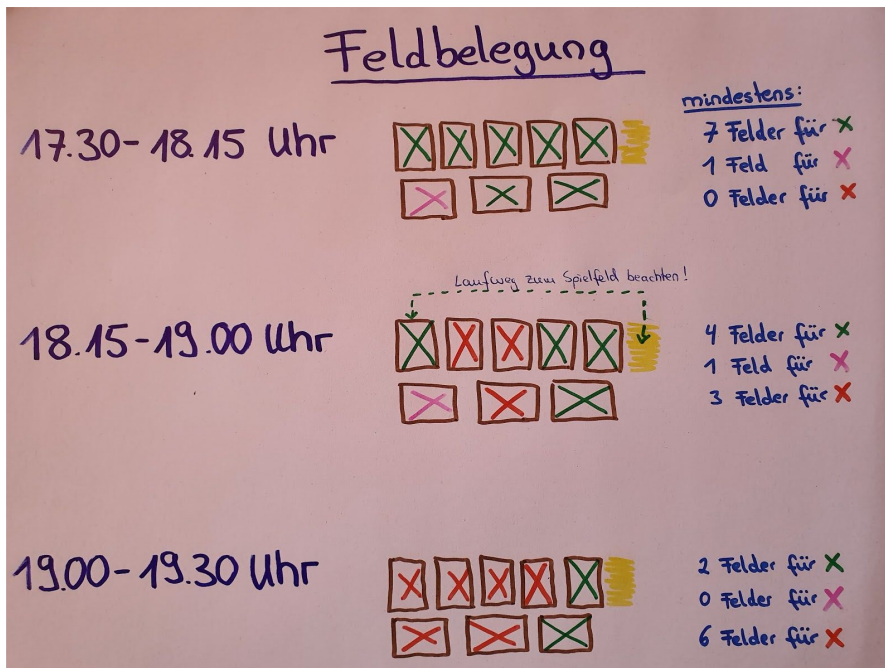 Feldbelegung
17.30-18.15 Uhr
mindestens:
7 Felder für X
1 Feld für X
0 Felder für X
Laufweg zum Spielfeld beachten!
18.15-19.00 Uhr
4 Felder für X
1 Feld für X
3 Felder für X
19.00-19.30 Uhr
2 Felder für X
0 Felder für X
6 Felder für X